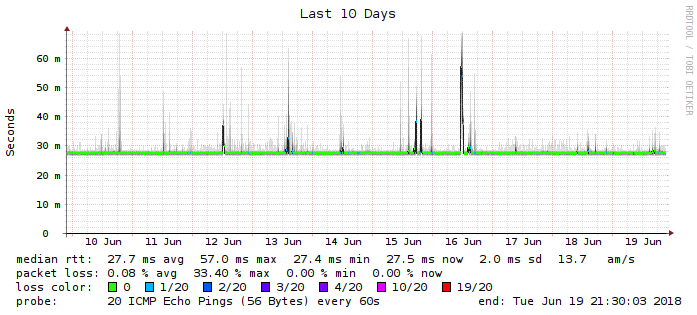 Last 10 Days
RRDTOOL / TOBI OETIKER
Seconds
60 m
50 m
40 m
30 m
20 m
10 m
0
10 Jun 11 Jun 12 Jun 13 Jun 14 Jun 15 Jun 16 Jun 17 Jun 18 Jun 19 Jun
median rtt: 27.7 ms avg 57.0 ms max 27.4 ms min 27.5 ms now 2.0 ms sd 13.7 am/s
packet loss: 0.08 % avg 33.40 % max 0.00 % min 0.00 % now
loss color: 0 1/20 2/20 3/20 4/20 10/20 19/20
probe: 20 ICMP Echo Pings (56 Bytes) every 60s end: Tue Jun 19 21:30:03 2018